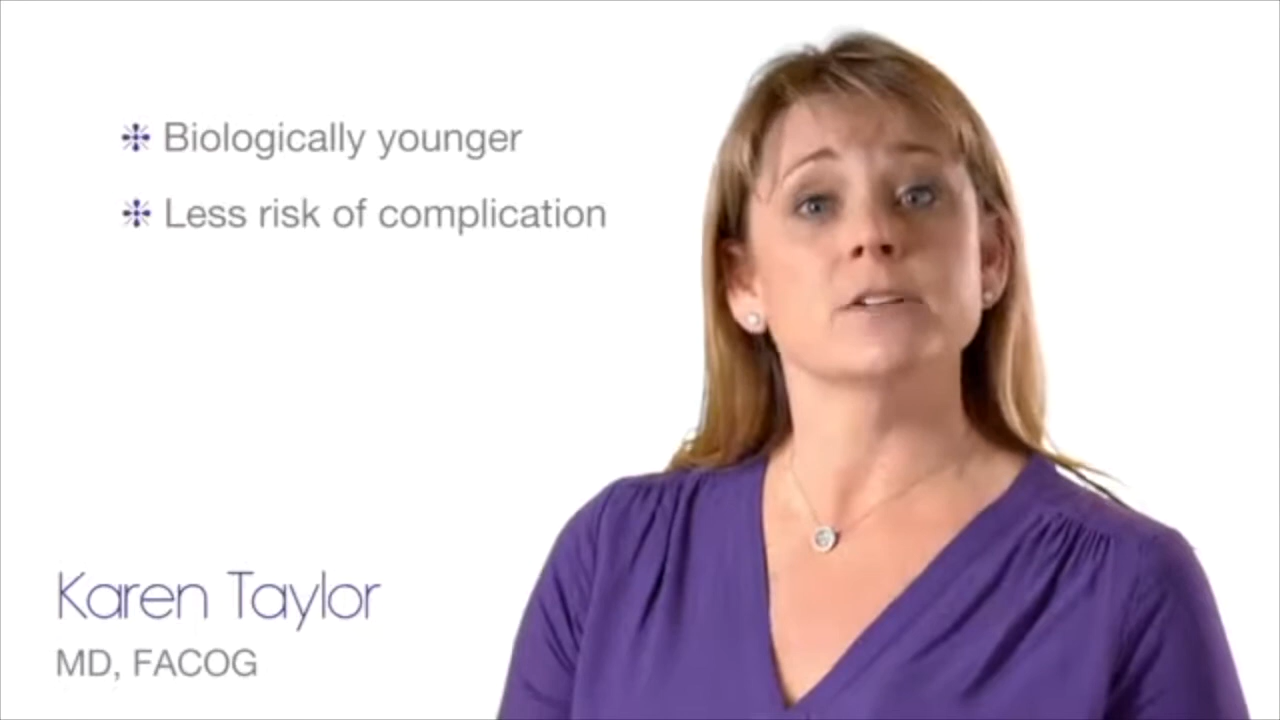 Biologically younger
Less risk of complication
Karen Taylor
MD, FACOG